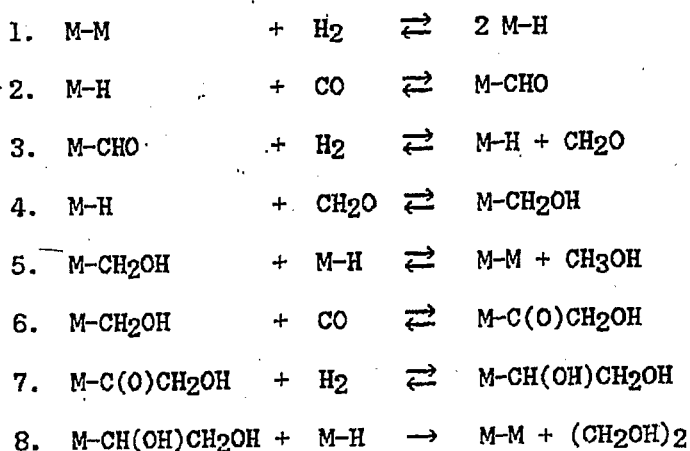 1. M-M + H2 ⇄ 2 M-H
2. M-H + CO ⇄ M-CHO
3. M-CHO + H2 ⇄ M-H + CH2O
4. M-H + CH2O ⇄ M-CH2OH
5. M-CH2OH + M-H ⇄ M-M + CH3OH
6. M-CH2OH + CO ⇄ M-C(O)CH2OH
7. M-C(O)CH2OH + H2 ⇄ M-CH(OH)CH2OH
8. M-CH(OH)CH2OH + M-H → M-M + (CH2OH)2